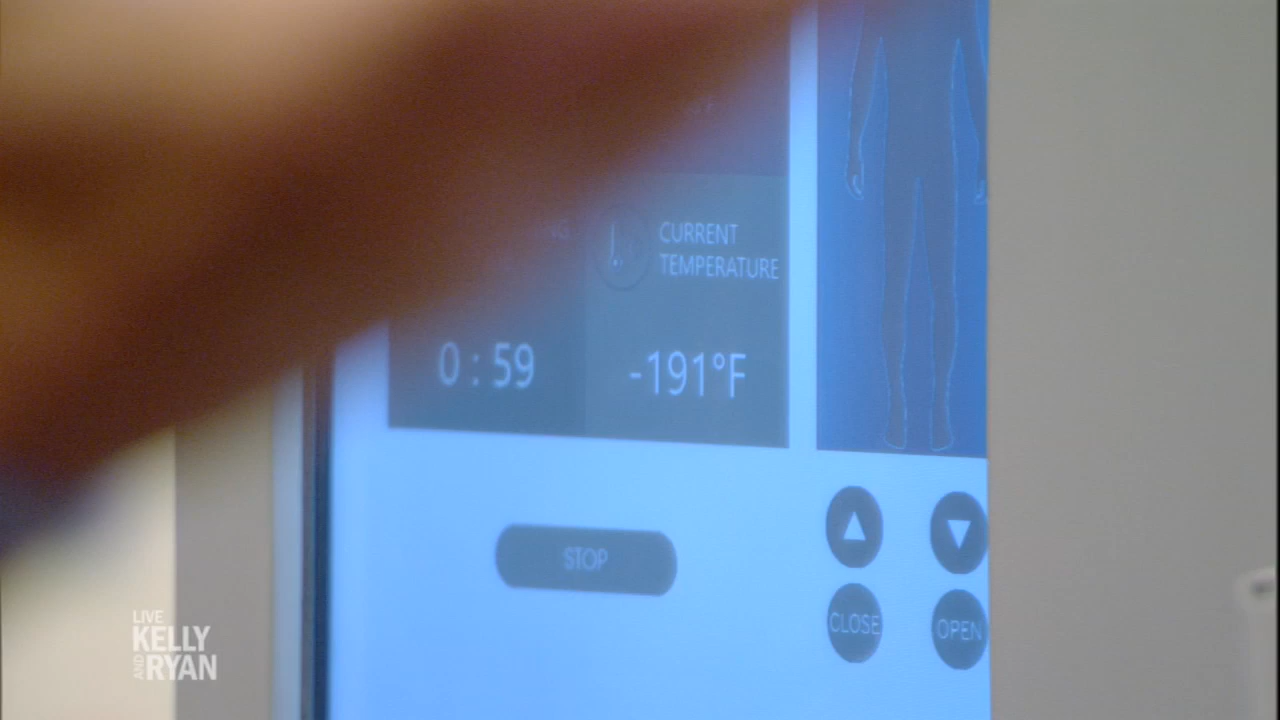 CURRENT
TEMPERATURE
0 : 59
-191°F
STOP
CLOSE
OPEN
LIVE
KELLY
AND RYAN